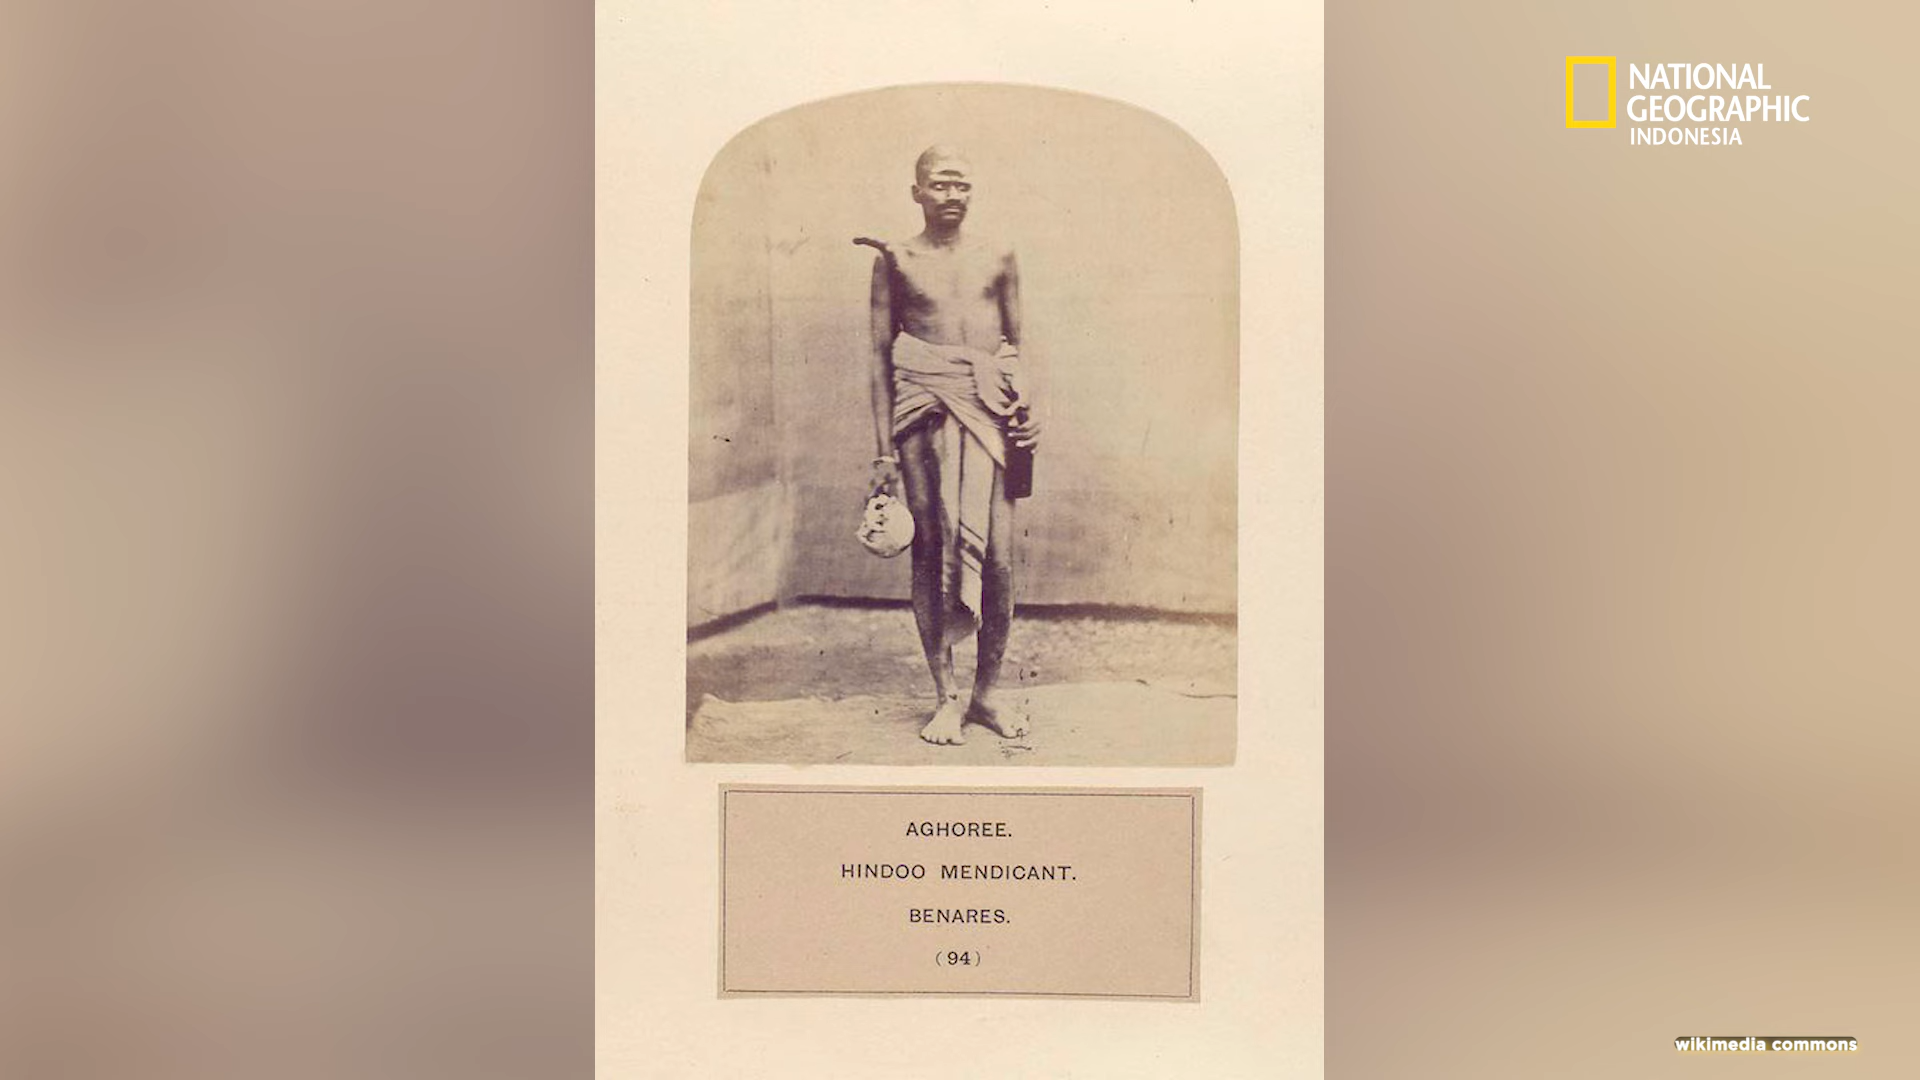 NATIONAL
GEOGRAPHIC
INDONESIA
AGHOREE.
HINDOO MENDICANT.
BENARES.
(94)
wikimedia commons